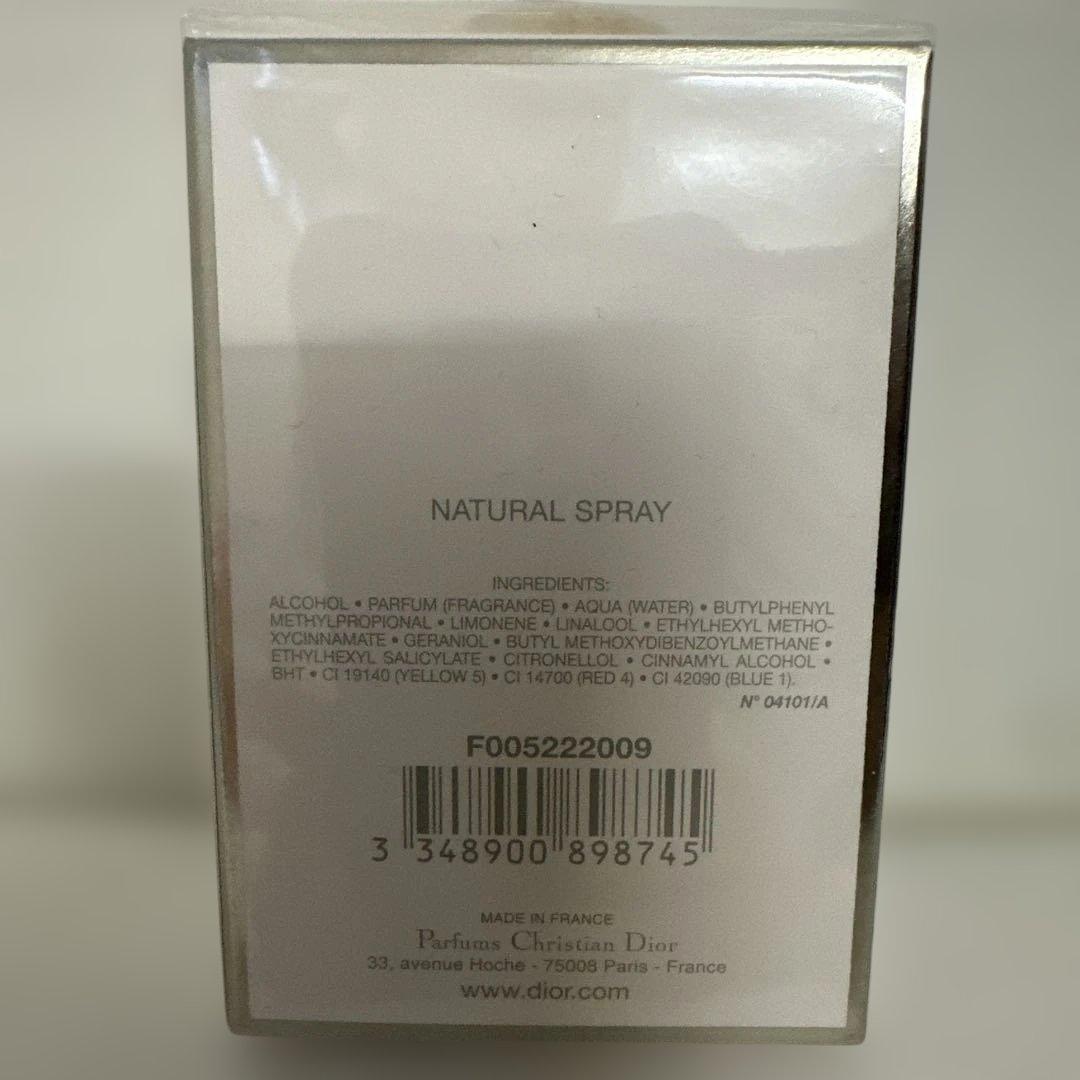 NATURAL SPRAY
INGREDIENTS:
ALCOHOL • PARFUM (FRAGRANCE) • AQUA (WATER) • BUTYLPHENYL
METHYLPROPIONAL • LIMONENE • LINALOOL • ETHYLHEXYL METHO-
XYCINNAMATE • GERANIOL • BUTYL METHOXYDIBENZOYLMETHANE •
ETHYLHEXYL SALICYLATE • CITRONELLOL • CINNAMYL ALCOHOL •
BHT • CI 19140 (YELLOW 5) • CI 14700 (RED 4) • CI 42090 (BLUE 1).
N° 04101/A
F005222009
3 348900 898745
MADE IN FRANCE
Parfums Christian Dior
33, avenue Hoche - 75008 Paris - France
www.dior.com